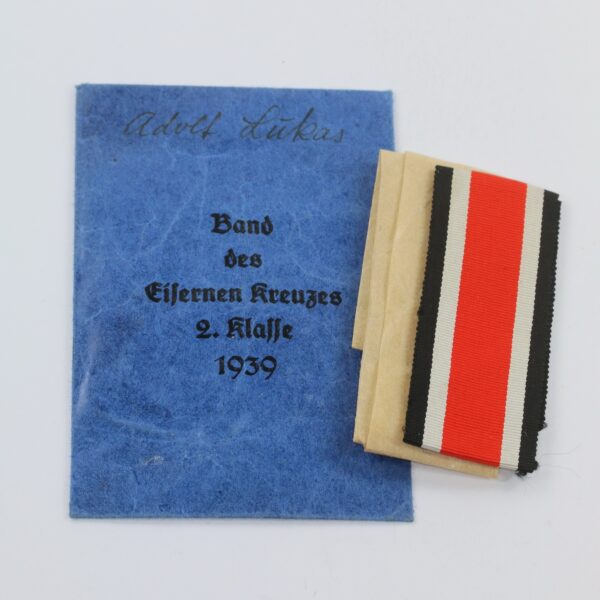 Adolf Lukas
Band
des
Eisernen Kreuzes
2. Klasse
1939